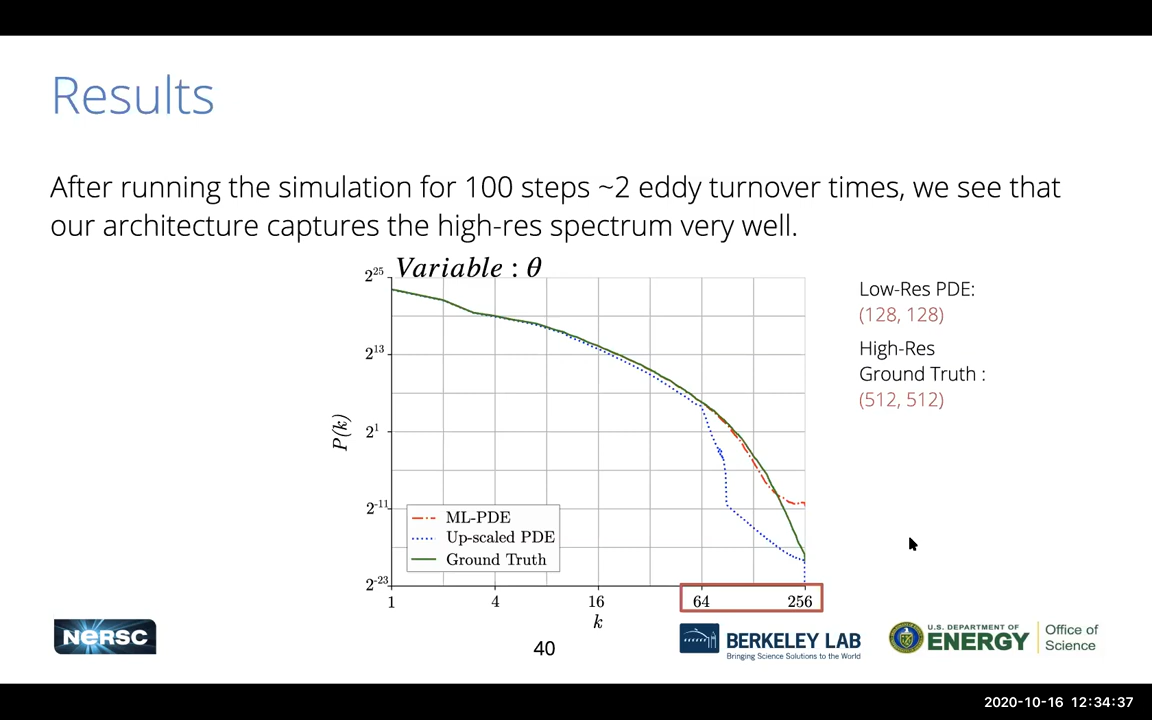 Results
After running the simulation for 100 steps ~2 eddy turnover times, we see that
our architecture captures the high-res spectrum very well.
Variable : θ
2^25
2^13
2^1
2^-11
2^-23
P(k)
ML-PDE
Up-scaled PDE
Ground Truth
1 4 16 64 256
k
Low-Res PDE:
(128, 128)
High-Res
Ground Truth :
(512, 512)
NERSC
40
BERKELEY LAB
Bringing Science Solutions to the World
U.S. DEPARTMENT OF
ENERGY
Office of
Science
2020-10-16 12:34:37